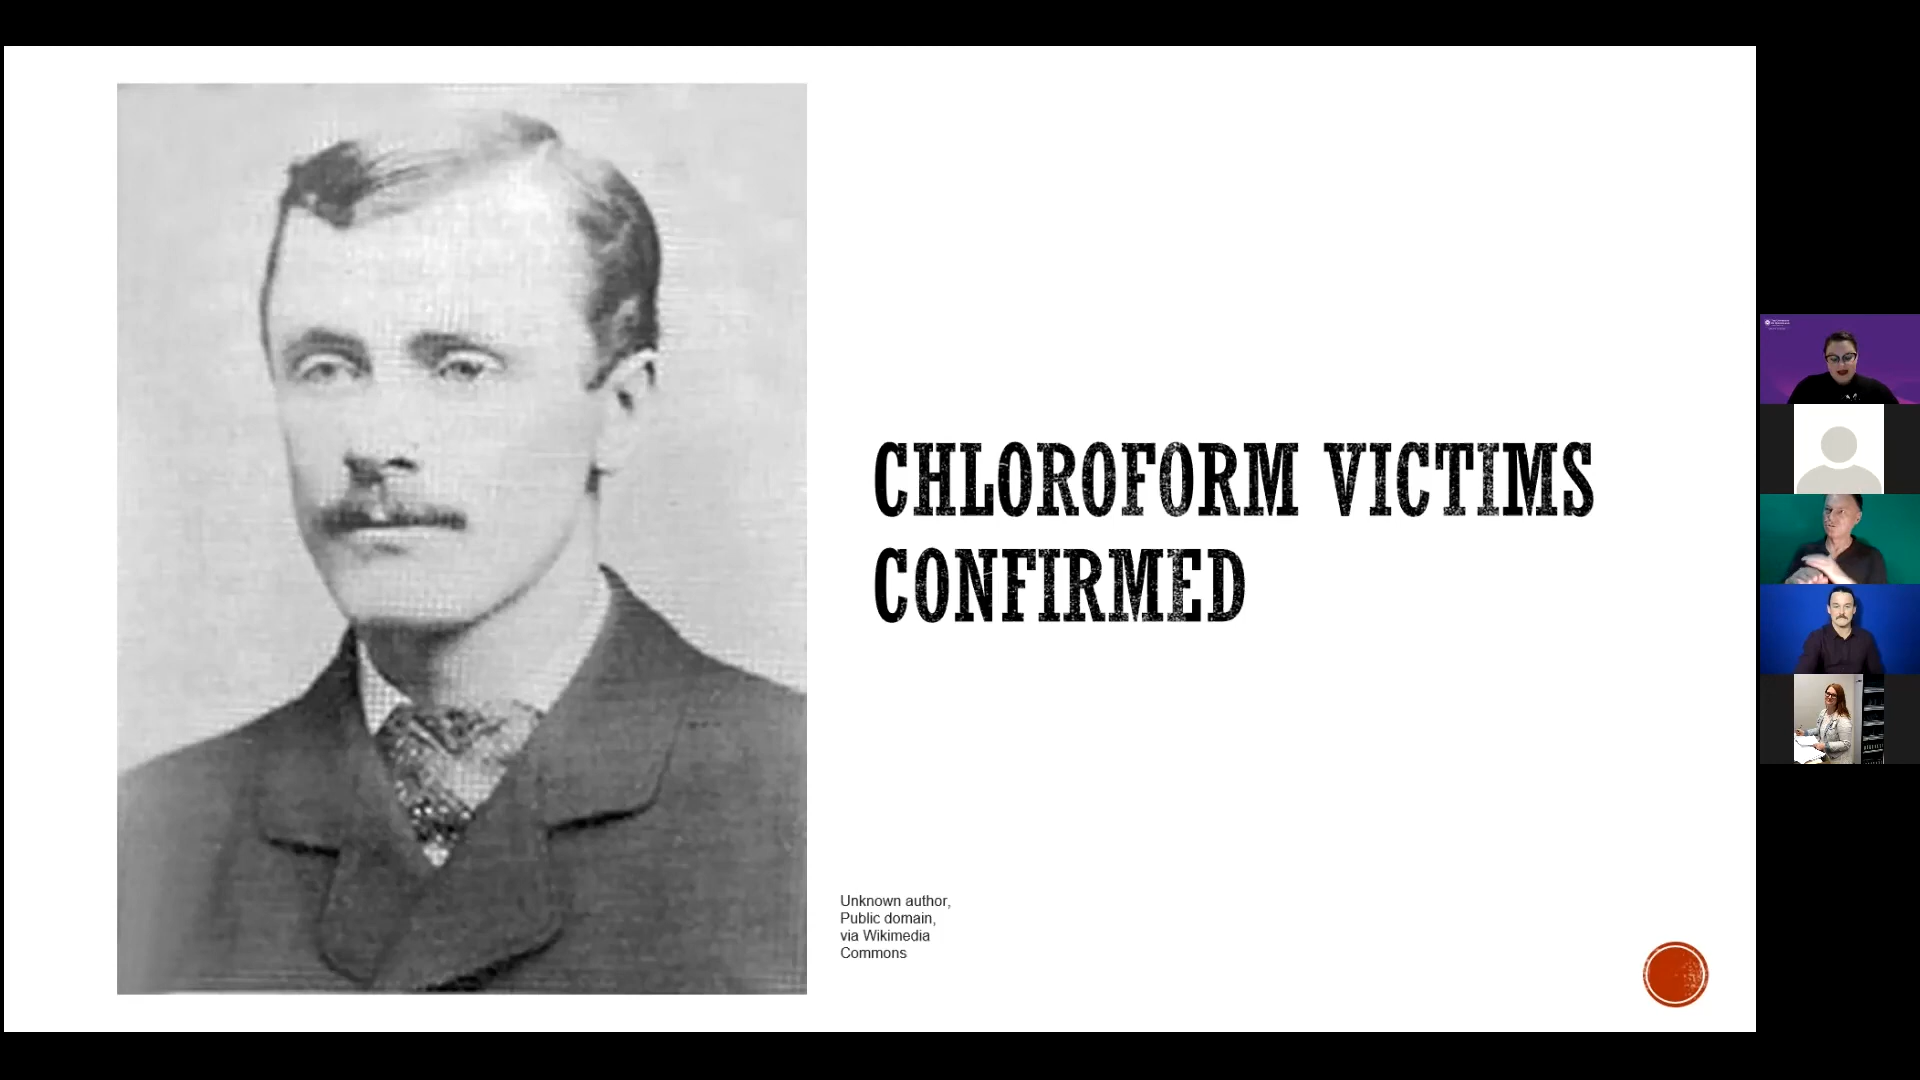 CHLOROFORM VICTIMS
CONFIRMED
Unknown author,
Public domain,
via Wikimedia
Commons